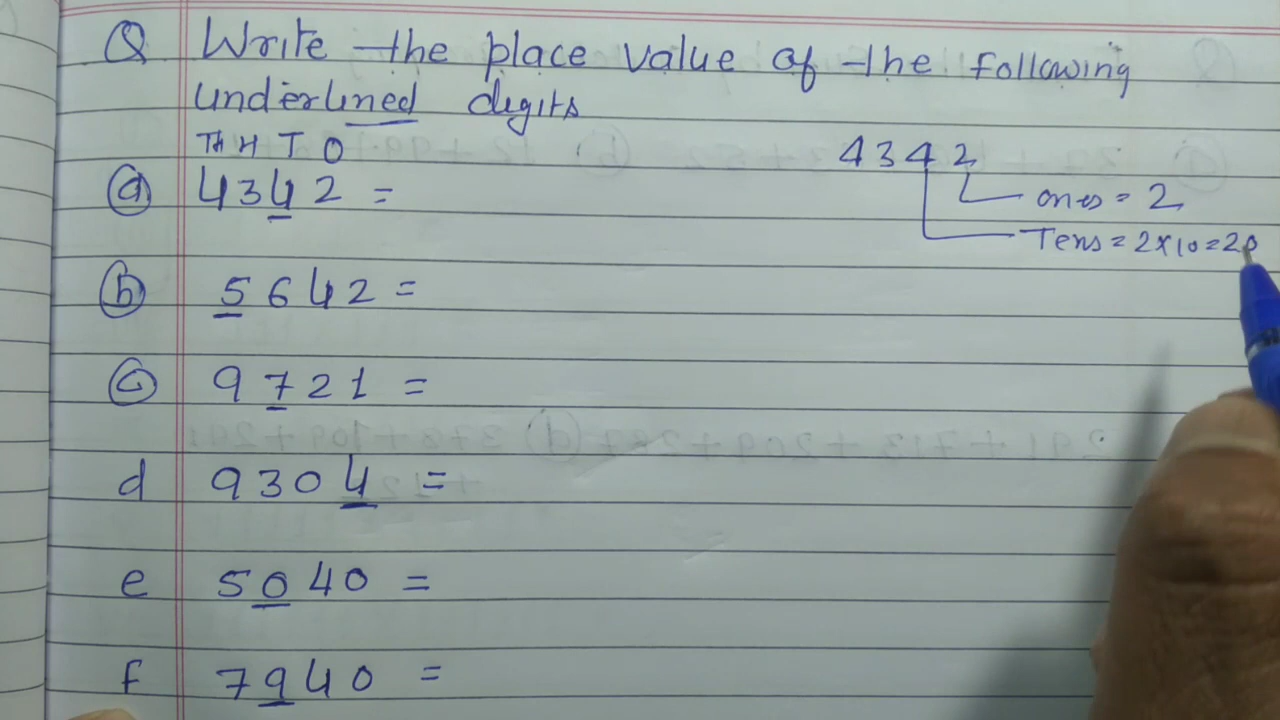 Q Write the place value of the following
underlined digits
Th H T O
a 4342 =
4342
ones = 2
Tens = 2×10=20
b 5642 =
c 9721 =
d 9304 =
e 5040 =
f 7940 =